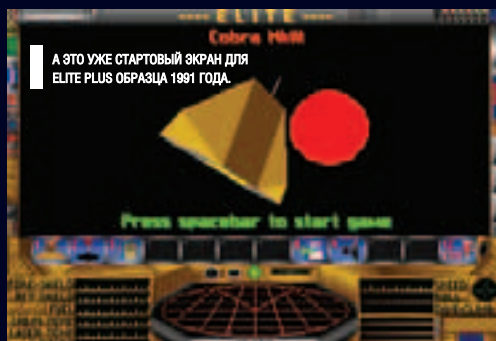 ELITE
Cobra MkIII
А ЭТО УЖЕ СТАРТОВЫЙ ЭКРАН ДЛЯ
ELITE PLUS ОБРАЗЦА 1991 ГОДА.
Press spacebar to start game